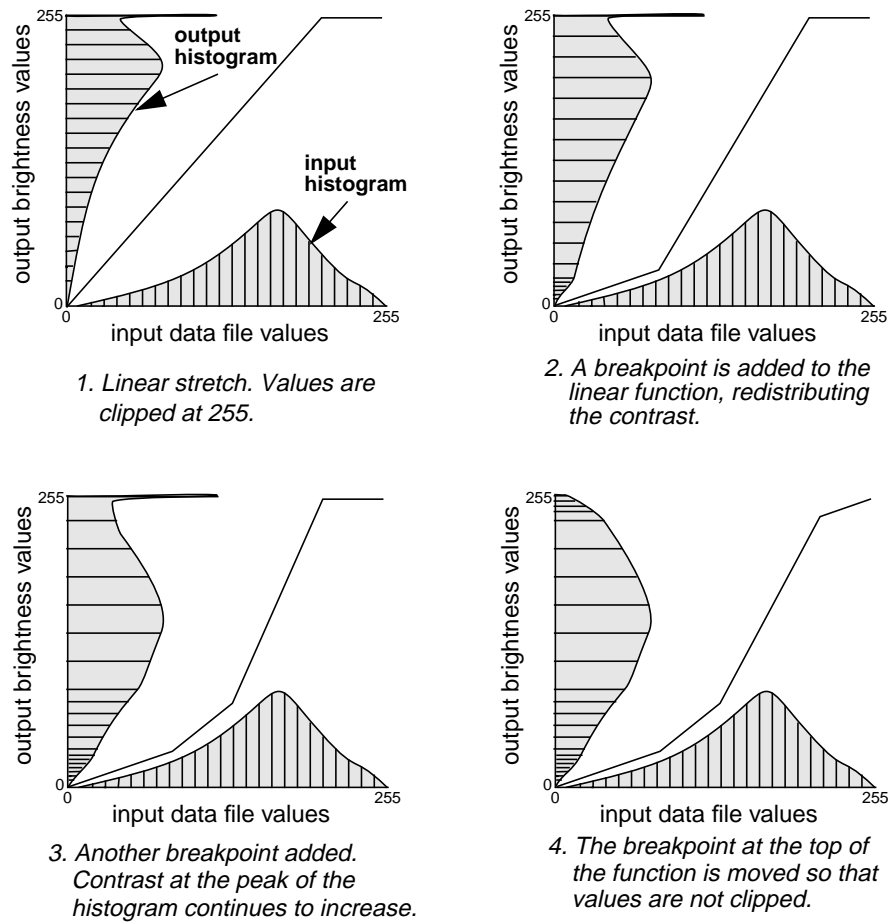 255
output
histogram
input
histogram
output brightness values
0
0
255
input data file values
1. Linear stretch. Values are
clipped at 255.
255
output brightness values
0
0
255
input data file values
2. A breakpoint is added to the
linear function, redistributing
the contrast.
255
output brightness values
0
0
255
input data file values
3. Another breakpoint added.
Contrast at the peak of the
histogram continues to increase.
255
output brightness values
0
0
255
input data file values
4. The breakpoint at the top of
the function is moved so that
values are not clipped.